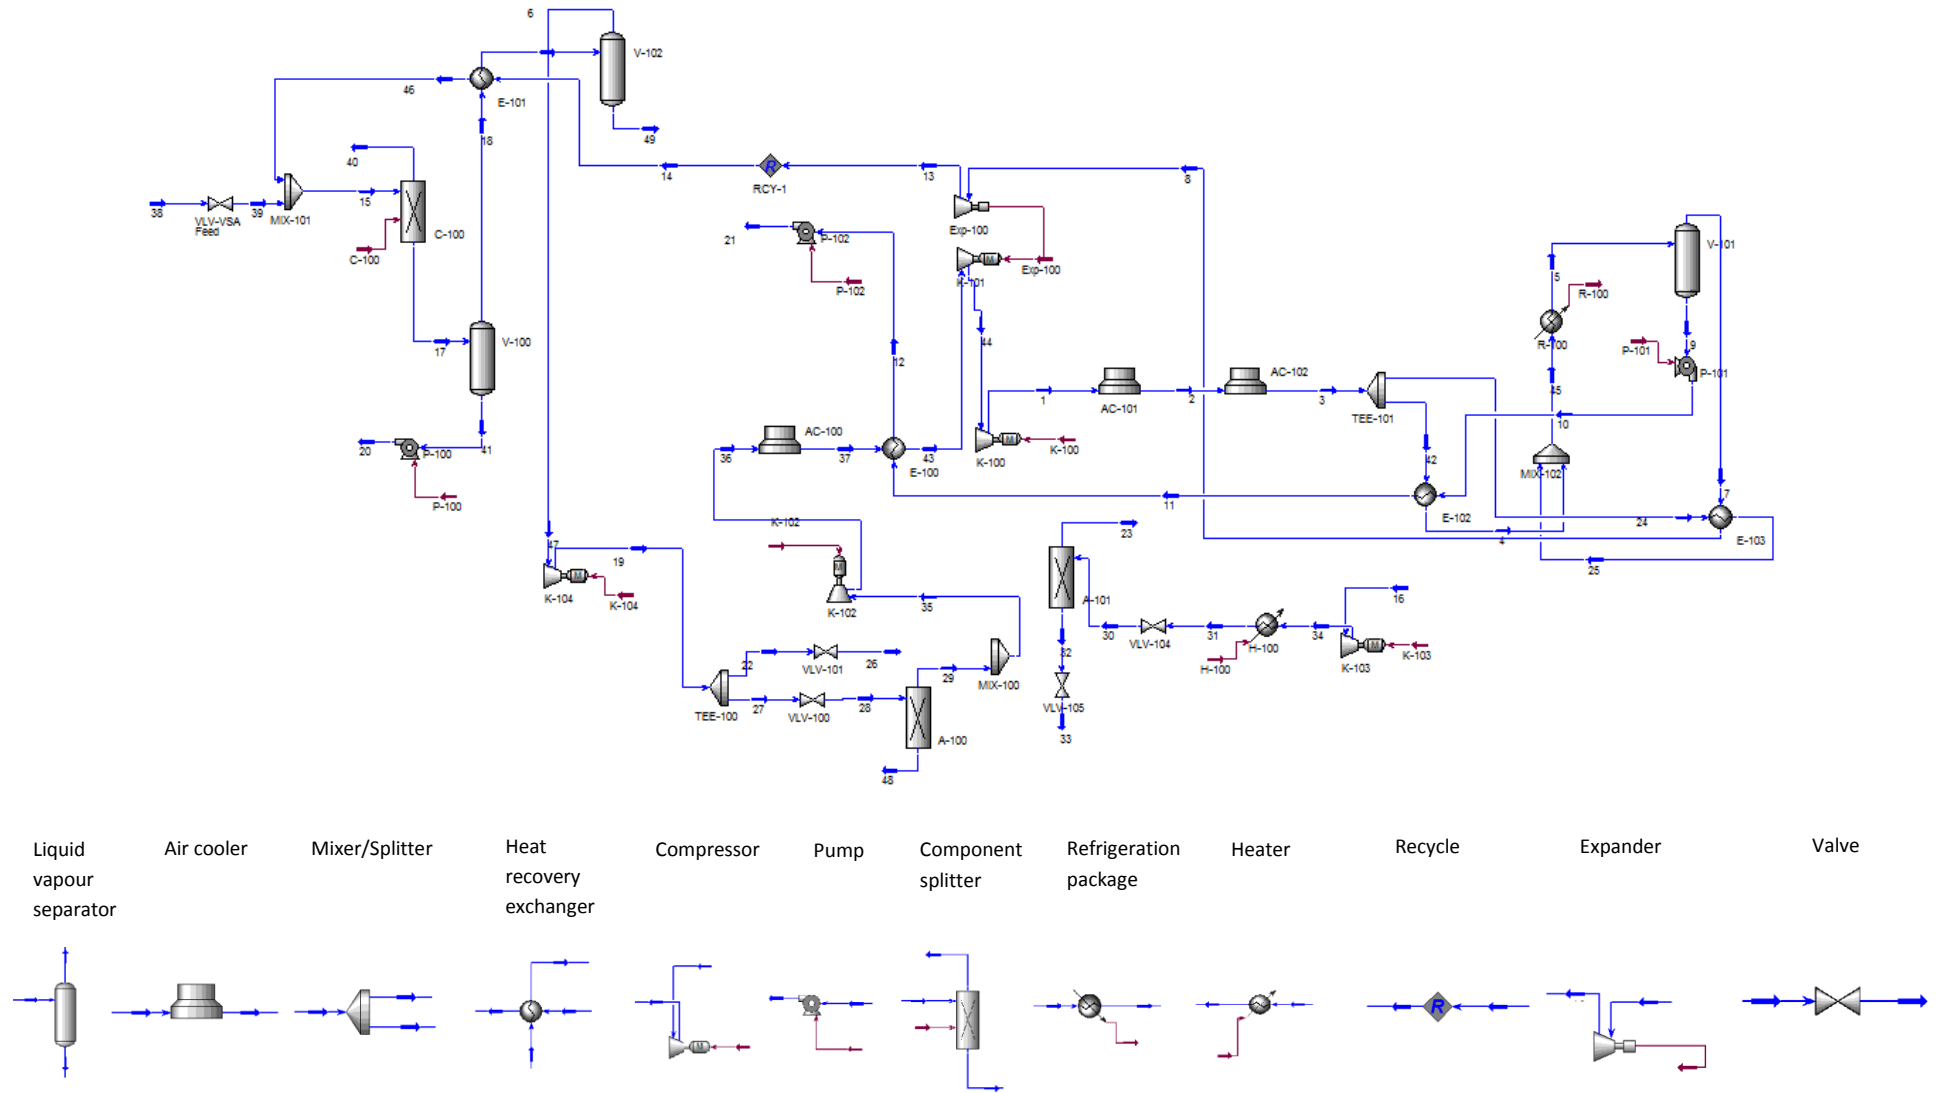 6
V-102
46
E-101
18
49
40
38
39
15
VLV-VSA
Feed
MIX-101
C-100
C-100
14
RCY-1
13
8
Exp-100
21
P-102
P-102
Exp-100
K-101
5
R-100
V-101
17
V-100
12
44
R-100
P-101
9
P-101
45
1
AC-101
2
AC-102
3
TEE-101
10
20
P-100
41
P-100
36
AC-100
37
E-100
43
K-100
K-100
42
MIX-102
11
E-102
24
7
4
E-103
25
47
19
K-104
K-104
K-102
K-102
35
23
A-101
30
VLV-104
31
H-100
H-100
34
16
K-103
K-103
32
VLV-105
33
22
VLV-101
26
TEE-100
27
VLV-100
28
29
MIX-100
A-100
48
Liquid
vapour
separator
Air cooler
Mixer/Splitter
Heat
recovery
exchanger
Compressor
Pump
Component
splitter
Refrigeration
package
Heater
Recycle
Expander
Valve
R
R
M
M
M
M
M
M